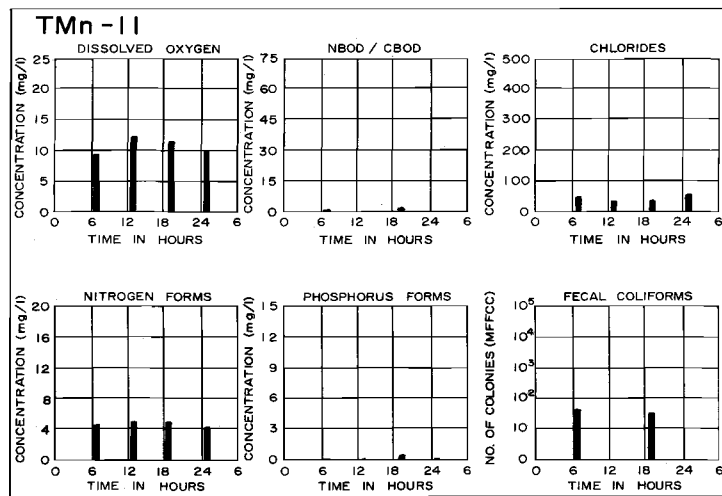 TMn-11
DISSOLVED OXYGEN
CONCENTRATION (mg/l)
25
20
15
10
5
0
0 6 12 18 24 6
TIME IN HOURS
NBOD / CBOD
CONCENTRATION (mg/l)
75
60
45
30
15
0
0 6 12 18 24 6
TIME IN HOURS
CHLORIDES
CONCENTRATION (mg/l)
500
400
300
200
100
0
0 6 12 18 24 6
TIME IN HOURS
NITROGEN FORMS
CONCENTRATION (mg/l)
20
16
12
8
4
0
0 6 12 18 24 6
TIME IN HOURS
PHOSPHORUS FORMS
CONCENTRATION (mg/l)
15
12
9
6
3
0
0 6 12 18 24 6
TIME IN HOURS
FECAL COLIFORMS
NO. OF COLONIES (MFFCC)
10⁵
10⁴
10³
10²
10
0
0 6 12 18 24 6
TIME IN HOURS